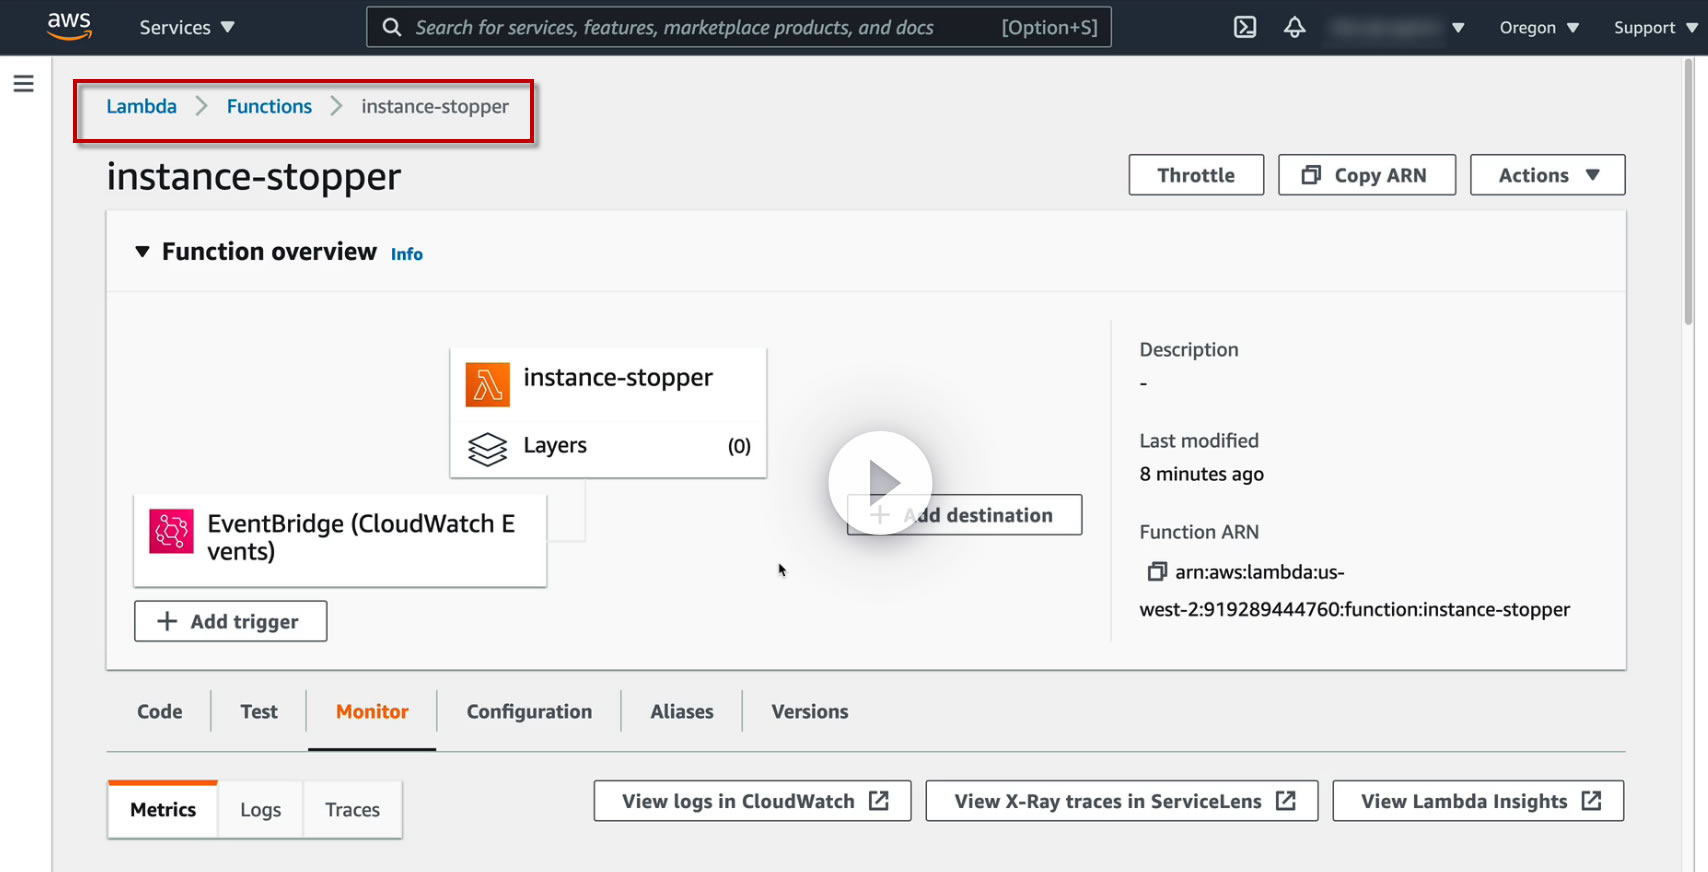 aws
Services
Search for services, features, marketplace products, and docs [Option+S]
Oregon
Support
Lambda Functions instance-stopper
instance-stopper
Throttle
Copy ARN
Actions
Function overview Info
instance-stopper
Layers (0)
EventBridge (CloudWatch E
vents)
Add trigger
Add destination
Description
-
Last modified
8 minutes ago
Function ARN
arn:aws:lambda:us-
west-2:919289444760:function:instance-stopper
Code Test Monitor Configuration Aliases Versions
Metrics Logs Traces
View logs in CloudWatch
View X-Ray traces in ServiceLens
View Lambda Insights